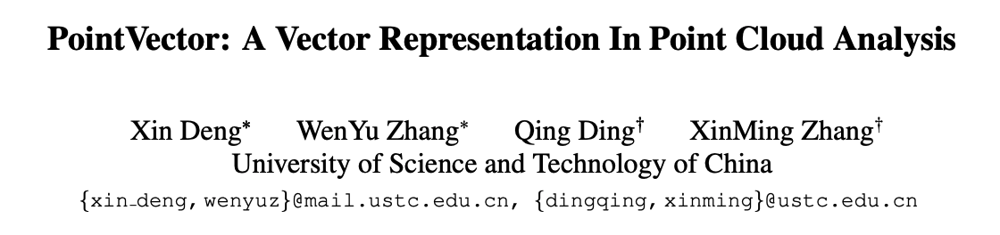 PointVector: A Vector Representation In Point Cloud Analysis
Xin Deng* WenYu Zhang* Qing Ding† XinMing Zhang†
University of Science and Technology of China
{xin_deng, wenyuz}@mail.ustc.edu.cn, {dingqing, xinming}@ustc.edu.cn